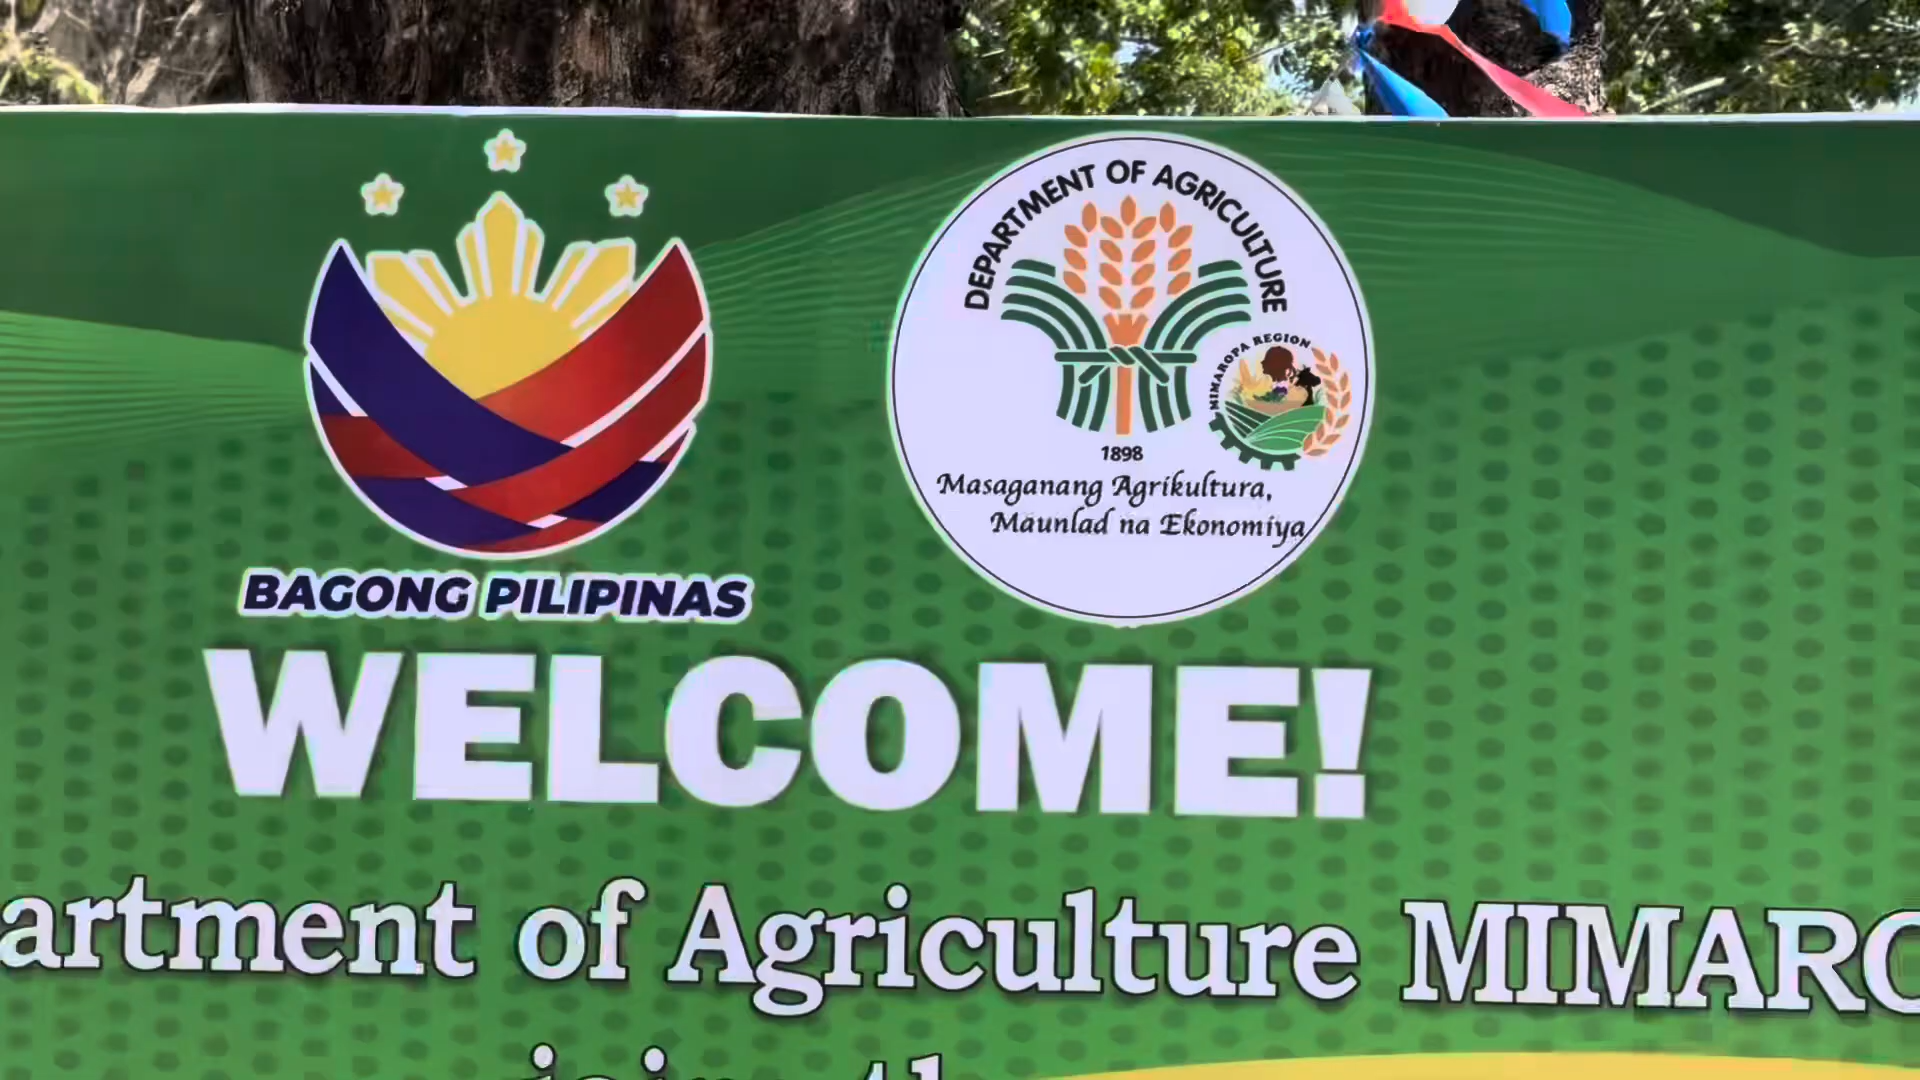 DEPARTMENT OF AGRICULTURE
MIMAROPA REGION
1898
Masaganang Agrikultura,
Maunlad na Ekonomiya
BAGONG PILIPINAS
WELCOME!
artment of Agriculture MIMARO